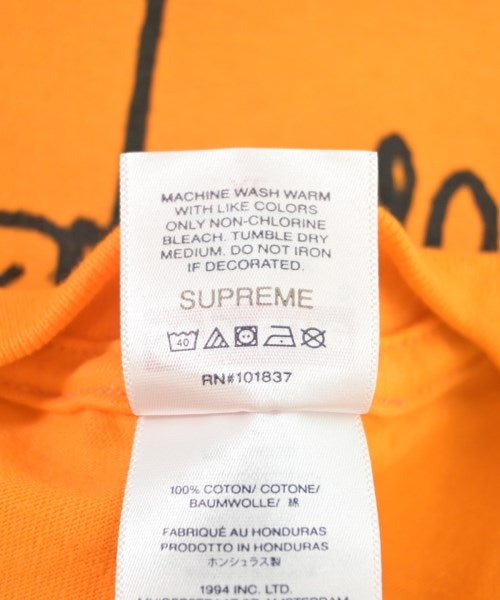 MACHINE WASH WARM
WITH LIKE COLORS
ONLY NON-CHLORINE
BLEACH. TUMBLE DRY
MEDIUM. DO NOT IRON
IF DECORATED.
SUPREME
40
RN#101837
100% COTON/ COTONE/
BAUMWOLLE/ 綿
FABRIQUÉ AU HONDURAS
PRODOTTO IN HONDURAS
ホンジュラス製
1994 INC. LTD.